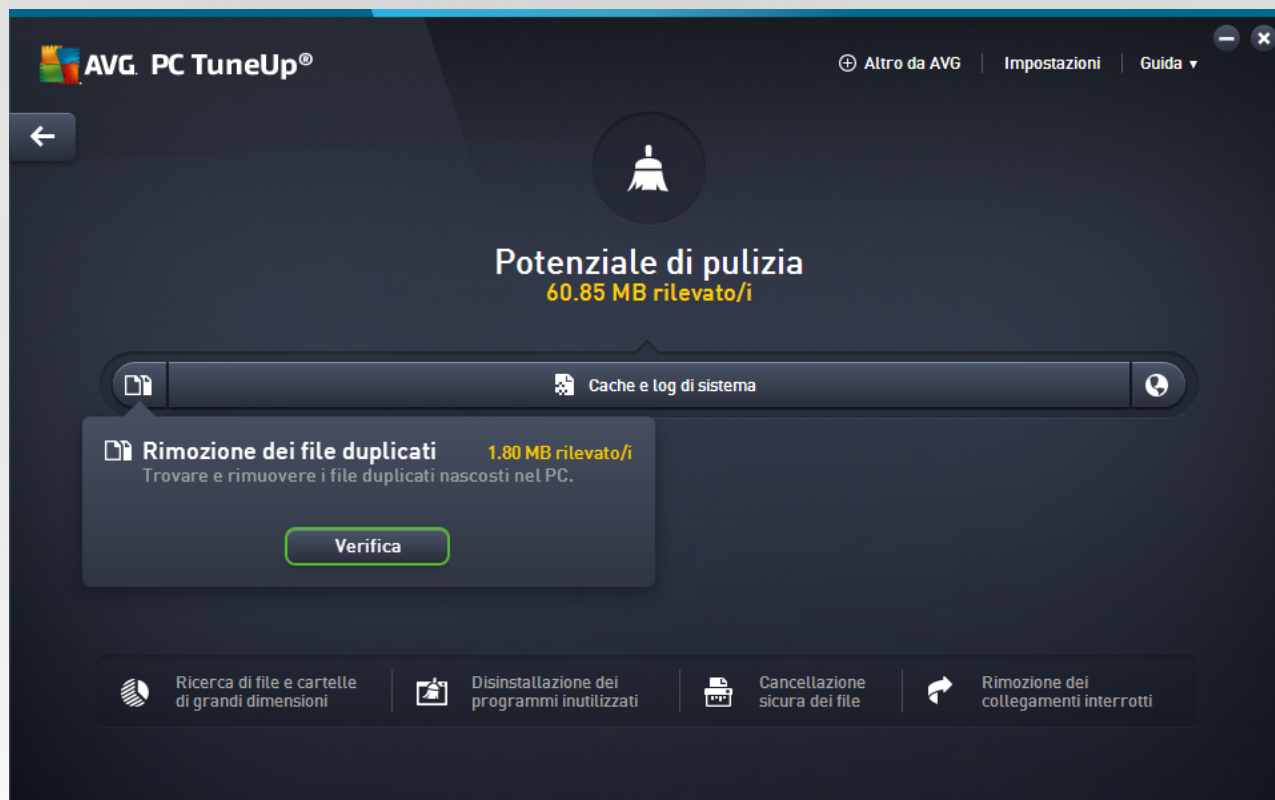 AVG. PC TuneUp®
Altro da AVG
Impostazioni
Guida
Potenziale di pulizia
60.85 MB rilevato/i
Cache e log di sistema
Rimozione dei file duplicati
1.80 MB rilevato/i
Trovare e rimuovere i file duplicati nascosti nel PC.
Verifica
Ricerca di file e cartelle
di grandi dimensioni
Disinstallazione dei
programmi inutilizzati
Cancellazione
sicura dei file
Rimozione dei
collegamenti interrotti